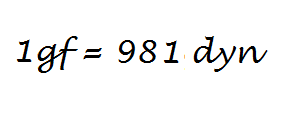 1gf = 981 dyn